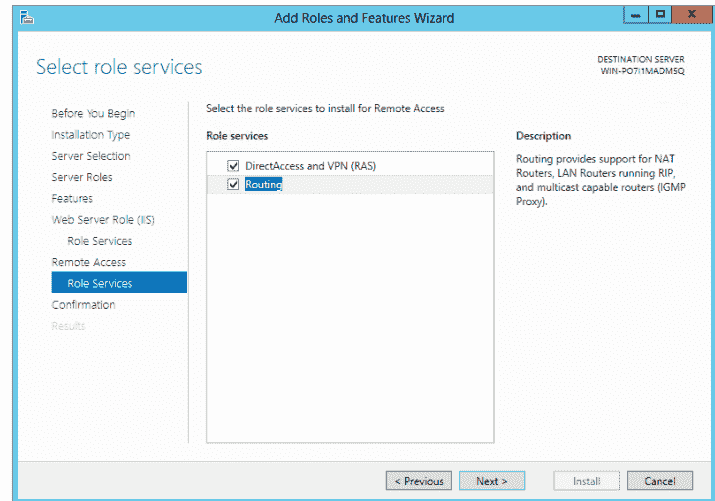 Add Roles and Features Wizard
Select role services
DESTINATION SERVER
WIN-PO7I1MADM5Q
Before You Begin
Installation Type
Server Selection
Server Roles
Features
Web Server Role (IIS)
Role Services
Remote Access
Role Services
Confirmation
Results
Select the role services to install for Remote Access
Role services
DirectAccess and VPN (RAS)
Routing
Description
Routing provides support for NAT
Routers, LAN Routers running RIP,
and multicast capable routers (IGMP
Proxy).
< Previous
Next >
Install
Cancel